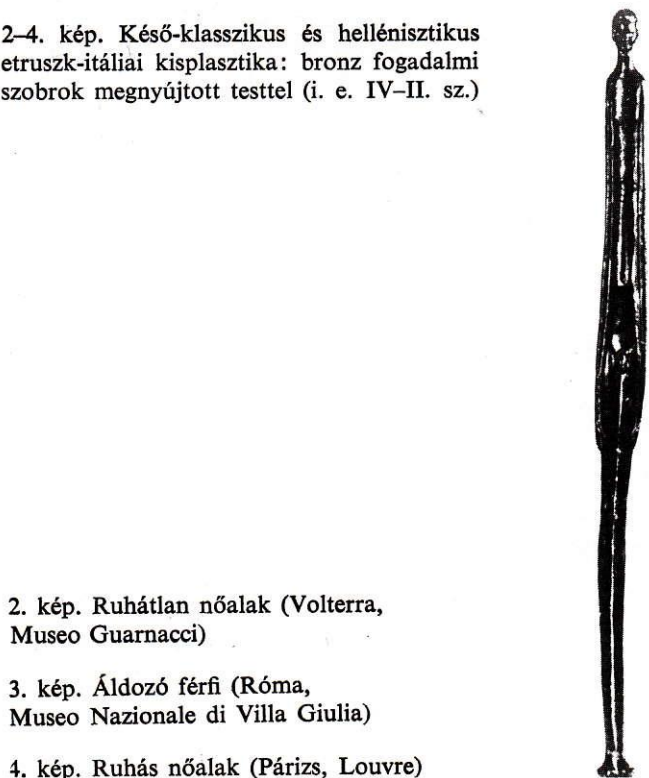 2–4. kép. Késő-klasszikus és hellénisztikus
etruszk-itáliai kisplasztika: bronz fogadalmi
szobrok megnyújtott testtel (i. e. IV–II. sz.)
2. kép. Ruhátlan nőalak (Volterra,
Museo Guarnacci)
3. kép. Áldozó férfi (Róma,
Museo Nazionale di Villa Giulia)
4. kép. Ruhás nőalak (Párizs, Louvre)